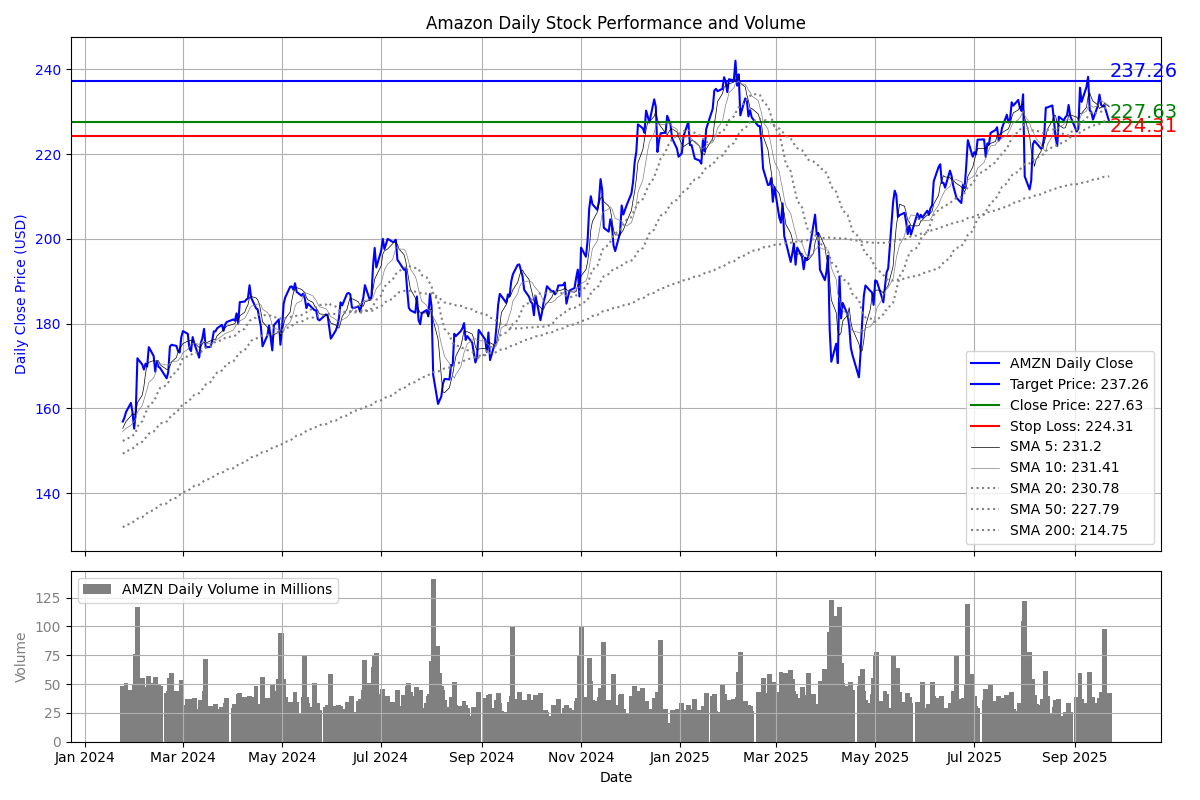 Amazon Daily Stock Performance and Volume
Daily Close Price (USD)
240
220
200
180
160
140
237.26
227.63
224.31
AMZN Daily Close
Target Price: 237.26
Close Price: 227.63
Stop Loss: 224.31
SMA 5: 231.2
SMA 10: 231.41
SMA 20: 230.78
SMA 50: 227.79
SMA 200: 214.75
AMZN Daily Volume in Millions
Volume
125
100
75
50
25
0
Jan 2024 Mar 2024 May 2024 Jul 2024 Sep 2024 Nov 2024 Jan 2025 Mar 2025 May 2025 Jul 2025 Sep 2025
Date